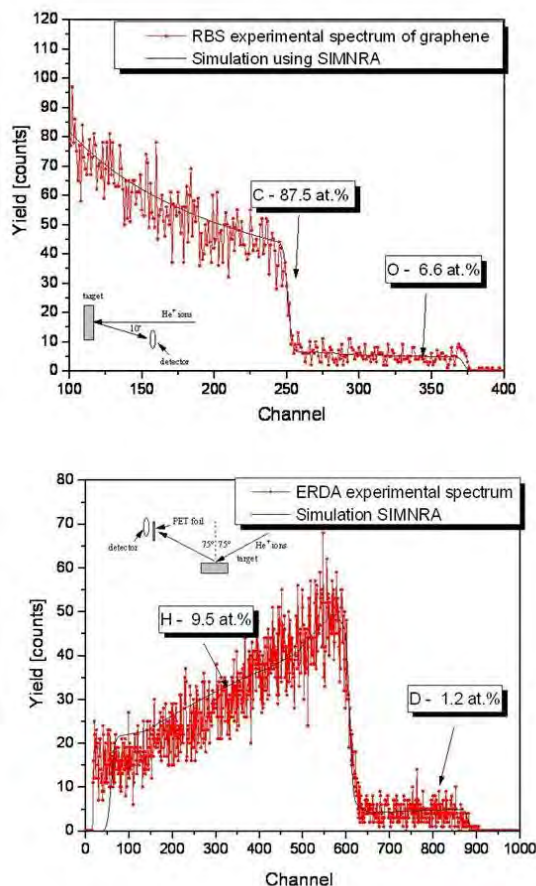 RBS experimental spectrum of graphene
Simulation using SIMNRA
Yield [counts]
120
110
100
90
80
70
60
50
40
30
20
10
0
C - 87.5 at.%
O - 6.6 at.%
target
He+ ions
10°
detector
100 150 200 250 300 350 400
Channel
ERDA experimental spectrum
Simulation SIMNRA
Yield [counts]
80
70
60
50
40
30
20
10
0
PET foil
detector
75° 75°
He+ ions
target
H - 9.5 at.%
D - 1.2 at.%
0 100 200 300 400 500 600 700 800 900 1000
Channel